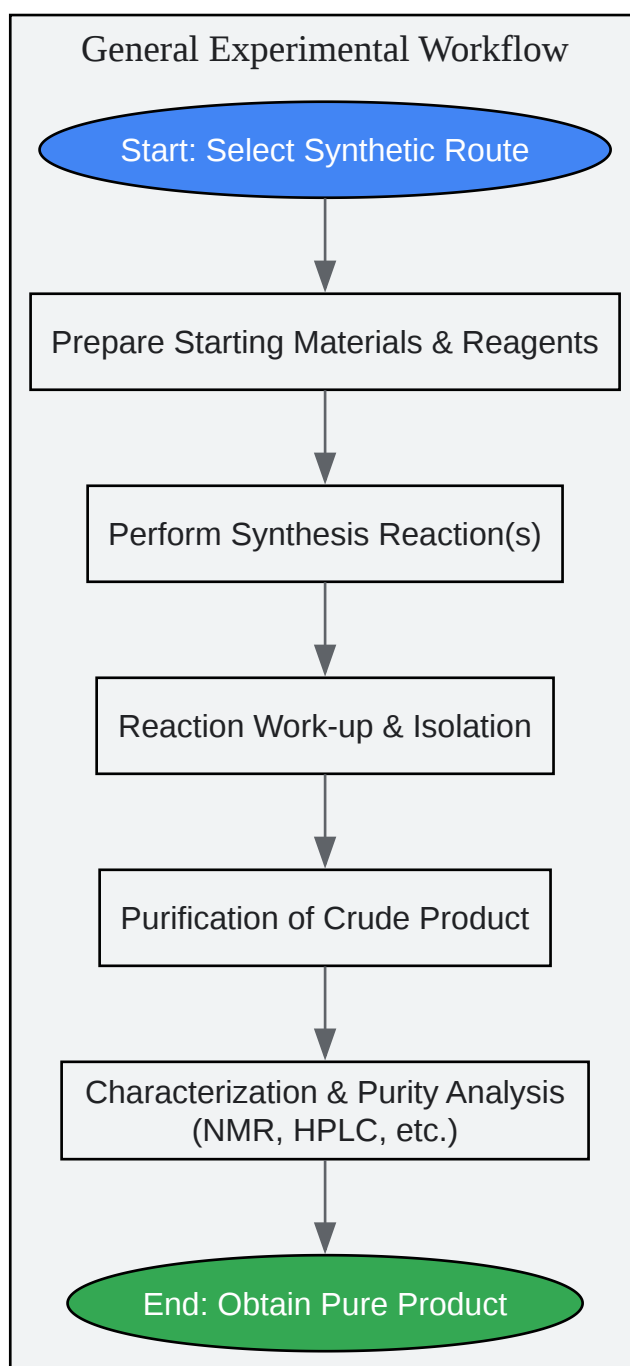 General Experimental Workflow
Start: Select Synthetic Route
Prepare Starting Materials & Reagents
Perform Synthesis Reaction(s)
Reaction Work-up & Isolation
Purification of Crude Product
Characterization & Purity Analysis
(NMR, HPLC, etc.)
End: Obtain Pure Product